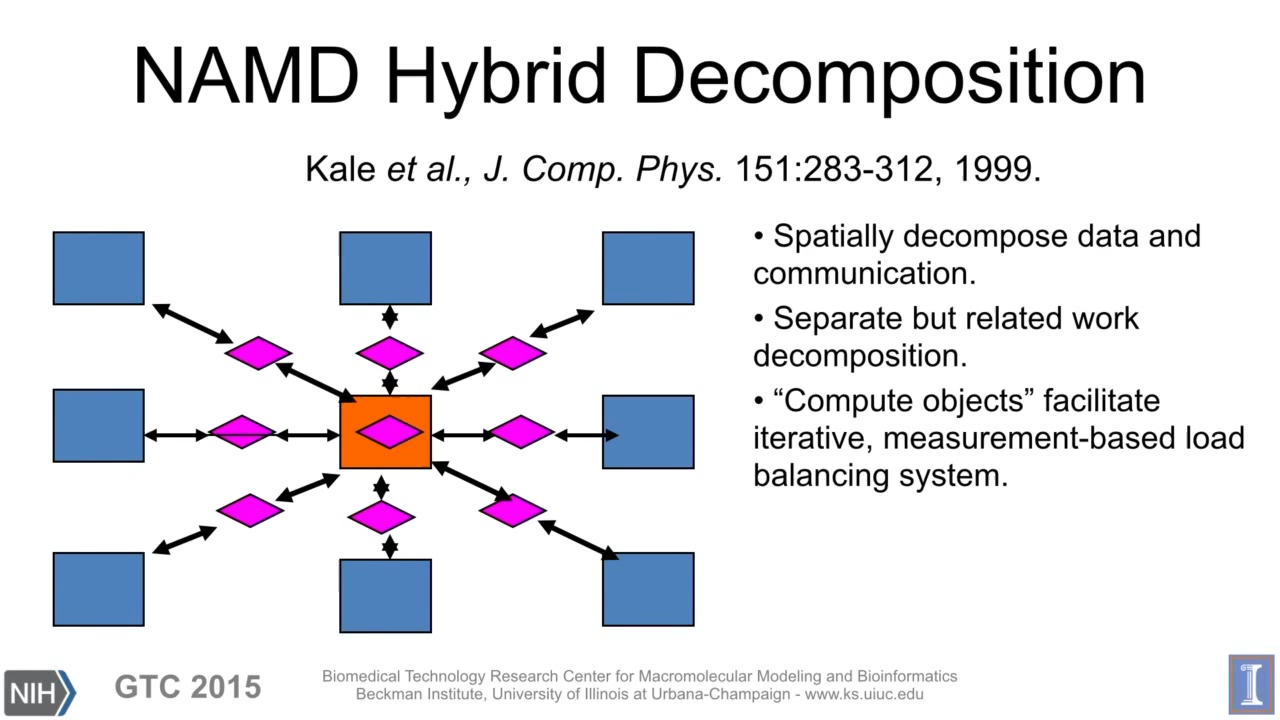 NAMD Hybrid Decomposition
Kale et al., J. Comp. Phys. 151:283-312, 1999.
• Spatially decompose data and
communication.
• Separate but related work
decomposition.
• “Compute objects” facilitate
iterative, measurement-based load
balancing system.
NIH
GTC 2015
Biomedical Technology Research Center for Macromolecular Modeling and Bioinformatics
Beckman Institute, University of Illinois at Urbana-Champaign - www.ks.uiuc.edu
I